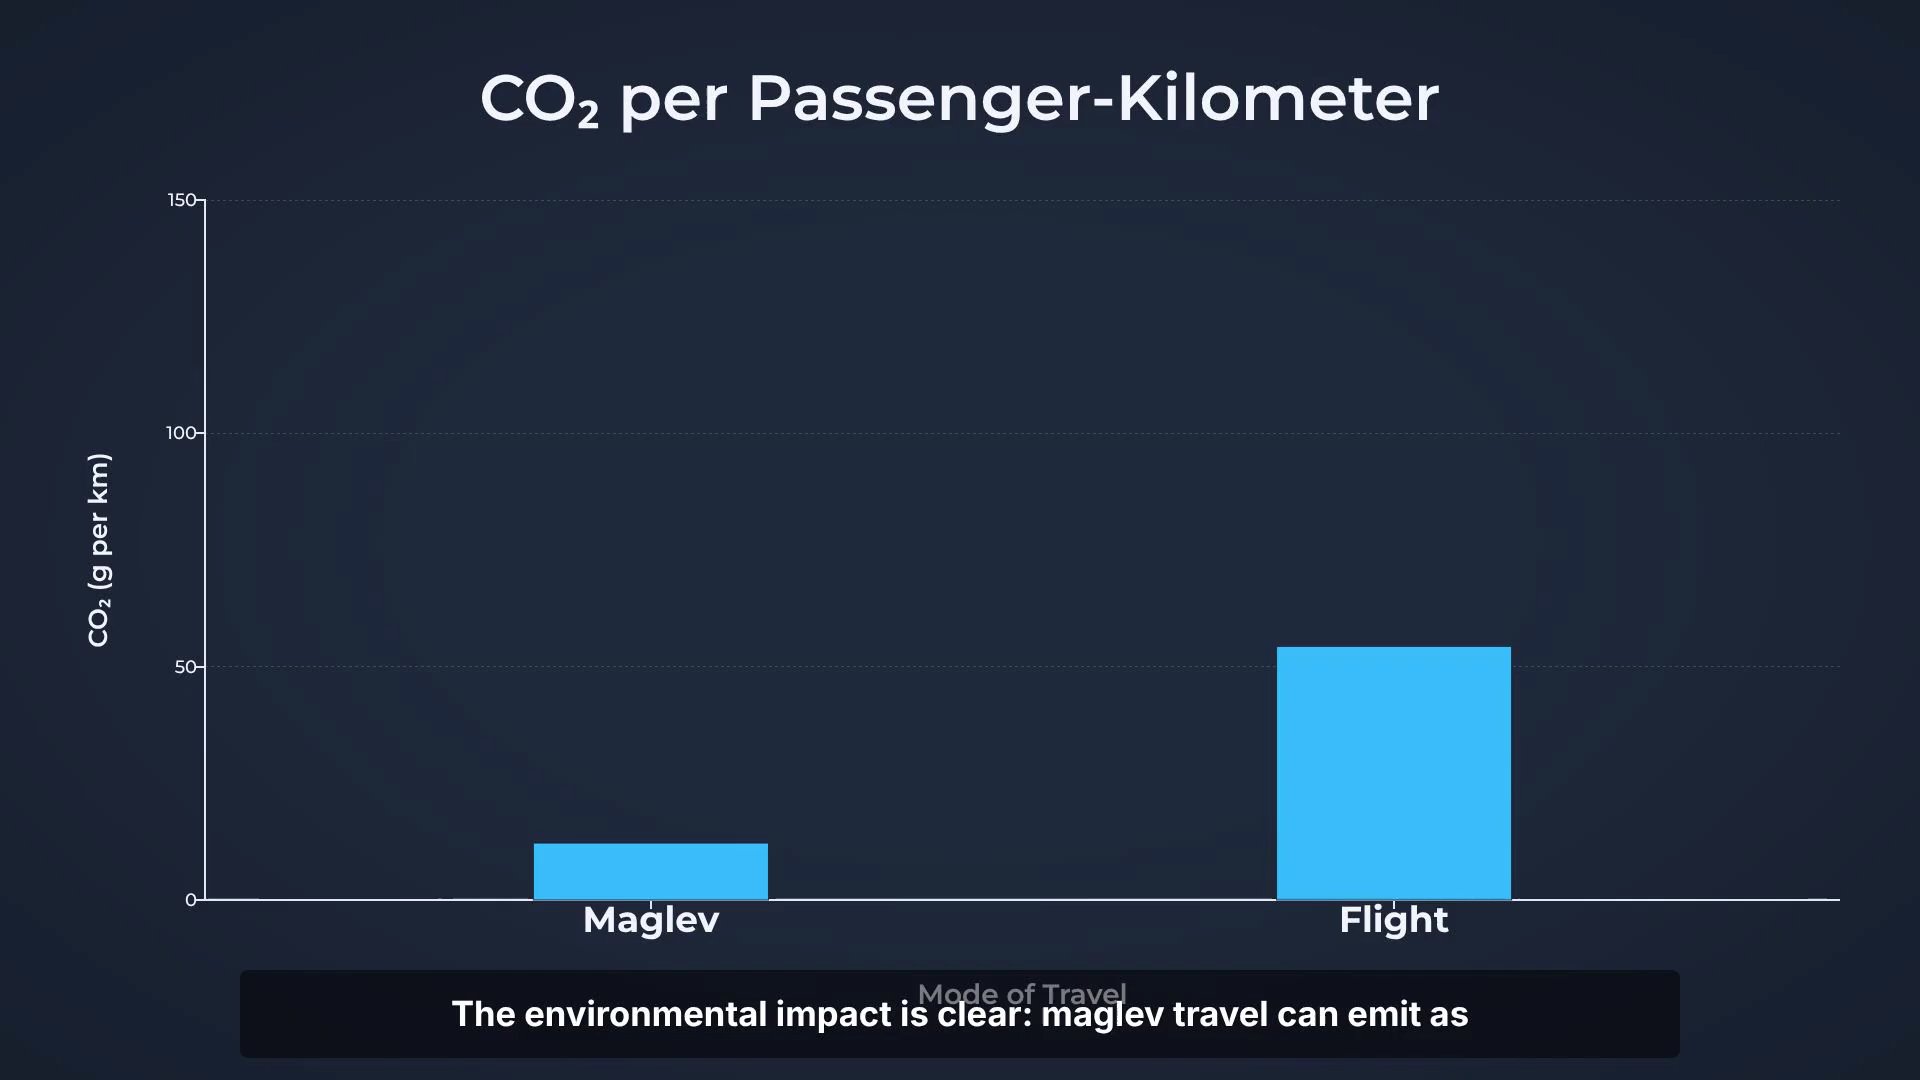 CO₂ per Passenger-Kilometer
150
100
50
0
CO₂ (g per km)
Maglev
Flight
Mode of Travel
The environmental impact is clear: maglev travel can emit as